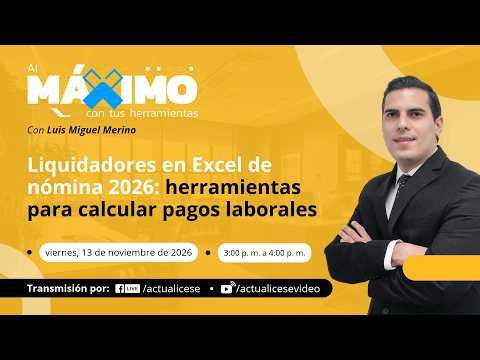 Al
MÁXIMO
con tus herramientas
Con Luis Miguel Merino
Liquidadores en Excel de
nómina 2026: herramientas
para calcular pagos laborales
• viernes, 13 de noviembre de 2026 • 3:00 p. m. a 4:00 p. m.
Transmisión por: LIVE /actualicese • /actualicesevideo